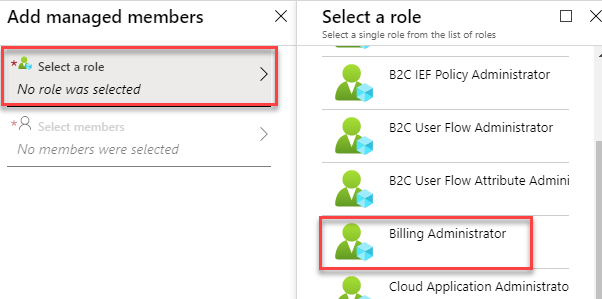 Add managed members
* Select a role
No role was selected
* Select members
No members were selected
Select a role
Select a single role from the list of roles
B2C IEF Policy Administrator
B2C User Flow Administrator
B2C User Flow Attribute Admini
Billing Administrator
Cloud Application Administrato